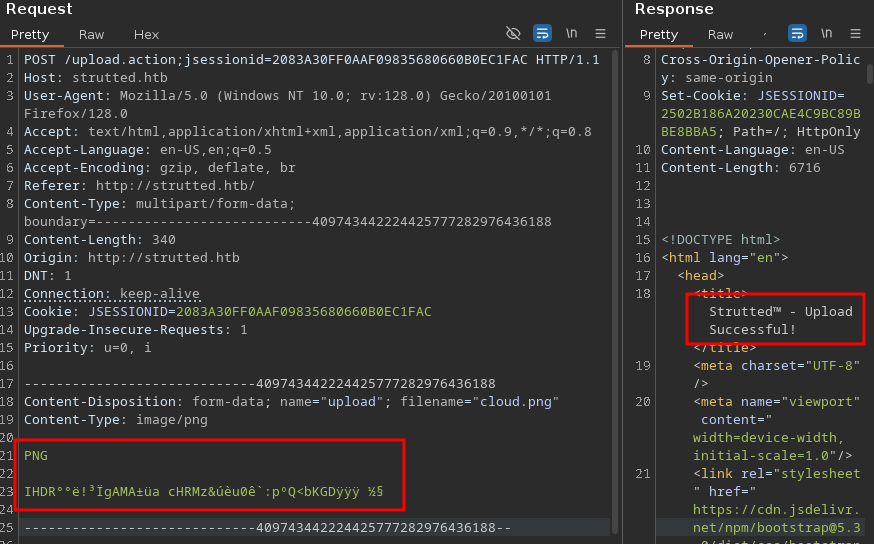 Request
Pretty Raw Hex
\n
1 POST /upload.action;jsessionid=2083A30FF0AAF09835680660B0EC1FAC HTTP/1.1
2 Host: strutted.htb
3 User-Agent: Mozilla/5.0 (Windows NT 10.0; rv:128.0) Gecko/20100101
Firefox/128.0
4 Accept: text/html,application/xhtml+xml,application/xml;q=0.9,*/*;q=0.8
5 Accept-Language: en-US,en;q=0.5
6 Accept-Encoding: gzip, deflate, br
7 Referer: http://strutted.htb/
8 Content-Type: multipart/form-data;
boundary=---------------------------409743442224425777282976436188
9 Content-Length: 340
10 Origin: http://strutted.htb
11 DNT: 1
12 Connection: keep-alive
13 Cookie: JSESSIONID=2083A30FF0AAF09835680660B0EC1FAC
14 Upgrade-Insecure-Requests: 1
15 Priority: u=0, i
16
17 -----------------------------409743442224425777282976436188
18 Content-Disposition: form-data; name="upload"; filename="cloud.png"
19 Content-Type: image/png
20
21 PNG
22
23 IHDR°°ë!³ÏgAMA±üa cHRMz&úèu0ê`:pºQ<bKGDÿÿÿ ½§
24
25 -----------------------------409743442224425777282976436188--
Response
Pretty Raw
\n
8 Cross-Origin-Opener-Polic
y: same-origin
9 Set-Cookie: JSESSIONID=
2502B186A20230CAE4C9BC89B
BE8BBA5; Path=/; HttpOnly
10 Content-Language: en-US
11 Content-Length: 6716
12
13
14
15 <!DOCTYPE html>
16 <html lang="en">
17 <head>
18 <title>
Strutted™ - Upload
Successful!
</title>
19 <meta charset="UTF-8"
/>
20 <meta name="viewport"
content="
width=device-width,
initial-scale=1.0"/>
21 <link rel="stylesheet
" href="
https://cdn.jsdelivr.
net/npm/bootstrap@5.3